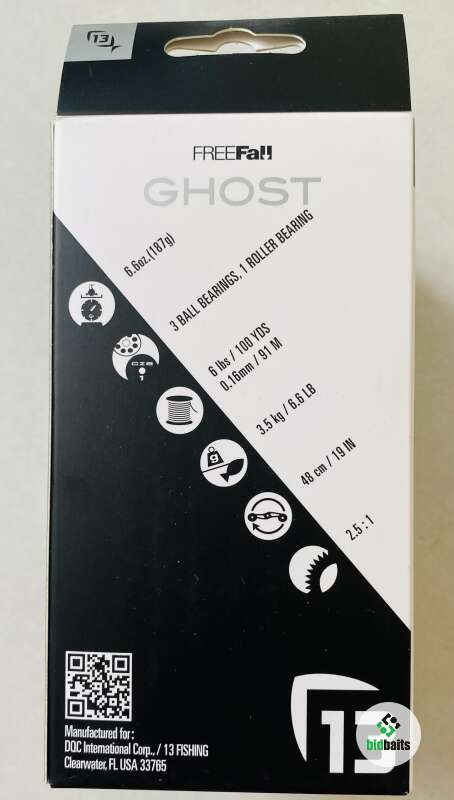 13
FREEFall
GHOST
6.6oz.(187g)
3 BALL BEARINGS, 1 ROLLER BEARING
6 lbs / 100 YDS
0.16mm / 91 M
3.5 kg / 6.6 LB
48 cm / 19 IN
2.5 : 1
1
g
Manufactured for :
DQC International Corp., / 13 FISHING
Clearwater, FL USA 33765
13
bidbaits